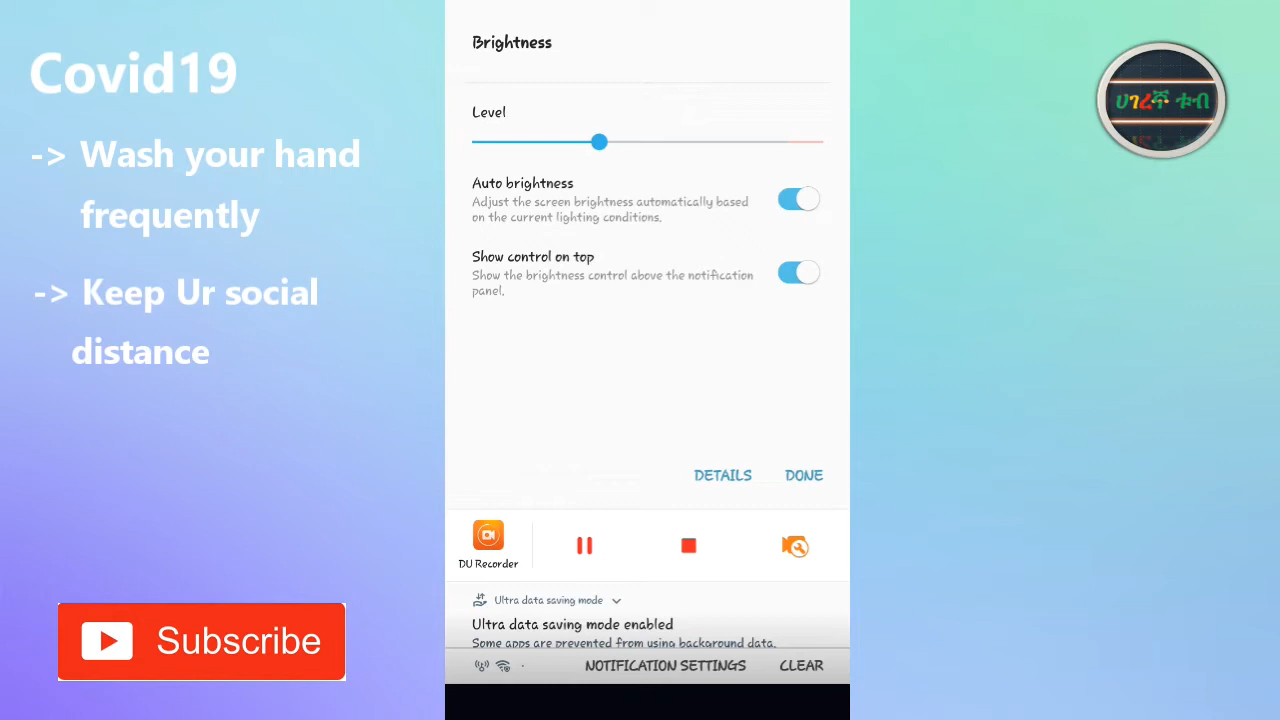 Covid19
-> Wash your hand
frequently
-> Keep Ur social
distance
Subscribe
Brightness
Level
Auto brightness
Adjust the screen brightness automatically based
on the current lighting conditions.
Show control on top
Show the brightness control above the notification
panel.
DETAILS DONE
DU Recorder
Ultra data saving mode
Ultra data saving mode enabled
Some apps are prevented from using background data.
NOTIFICATION SETTINGS CLEAR
ሀገረኛ ቱብ